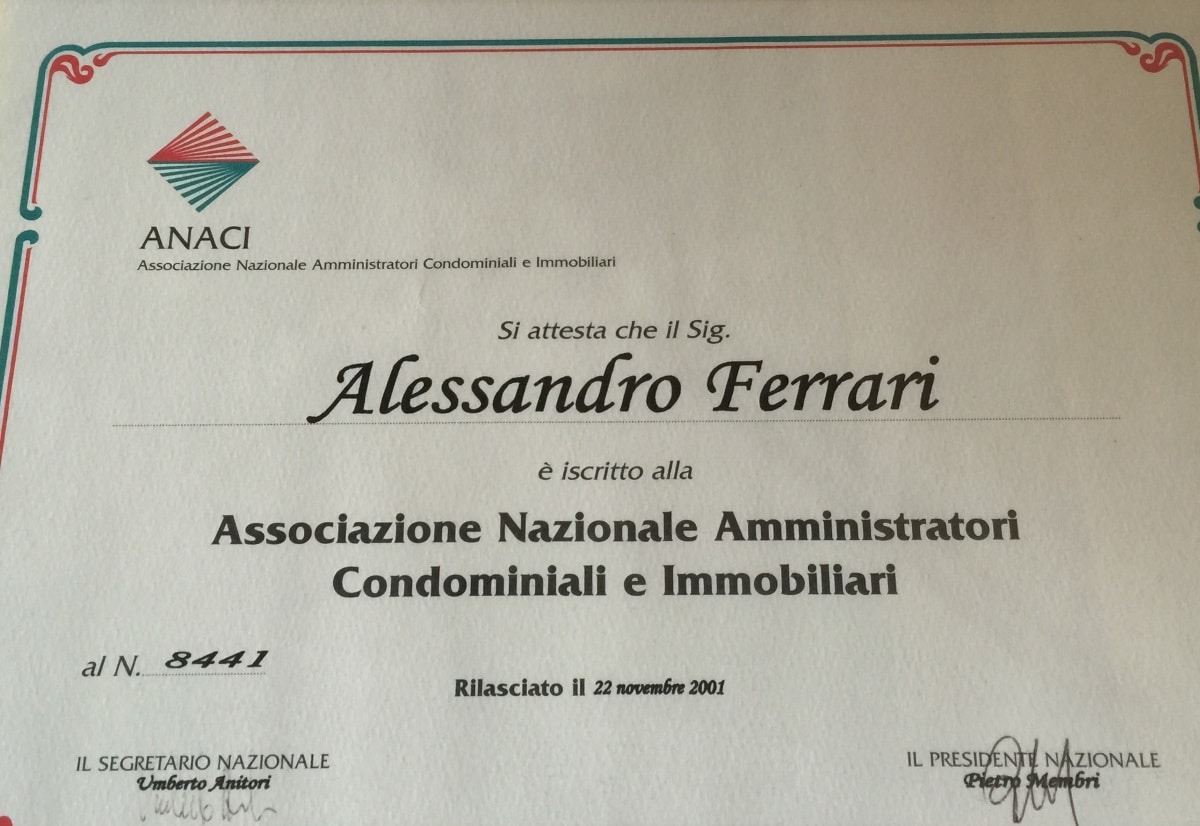 ANACI
Associazione Nazionale Amministratori Condominiali e Immobiliari
Si attesta che il Sig.
Alessandro Ferrari
è iscritto alla
Associazione Nazionale Amministratori
Condominiali e Immobiliari
al N. 8441
Rilasciato il 22 novembre 2001
IL SEGRETARIO NAZIONALE
Umberto Anitori
IL PRESIDENTE NAZIONALE
Pietro Membri